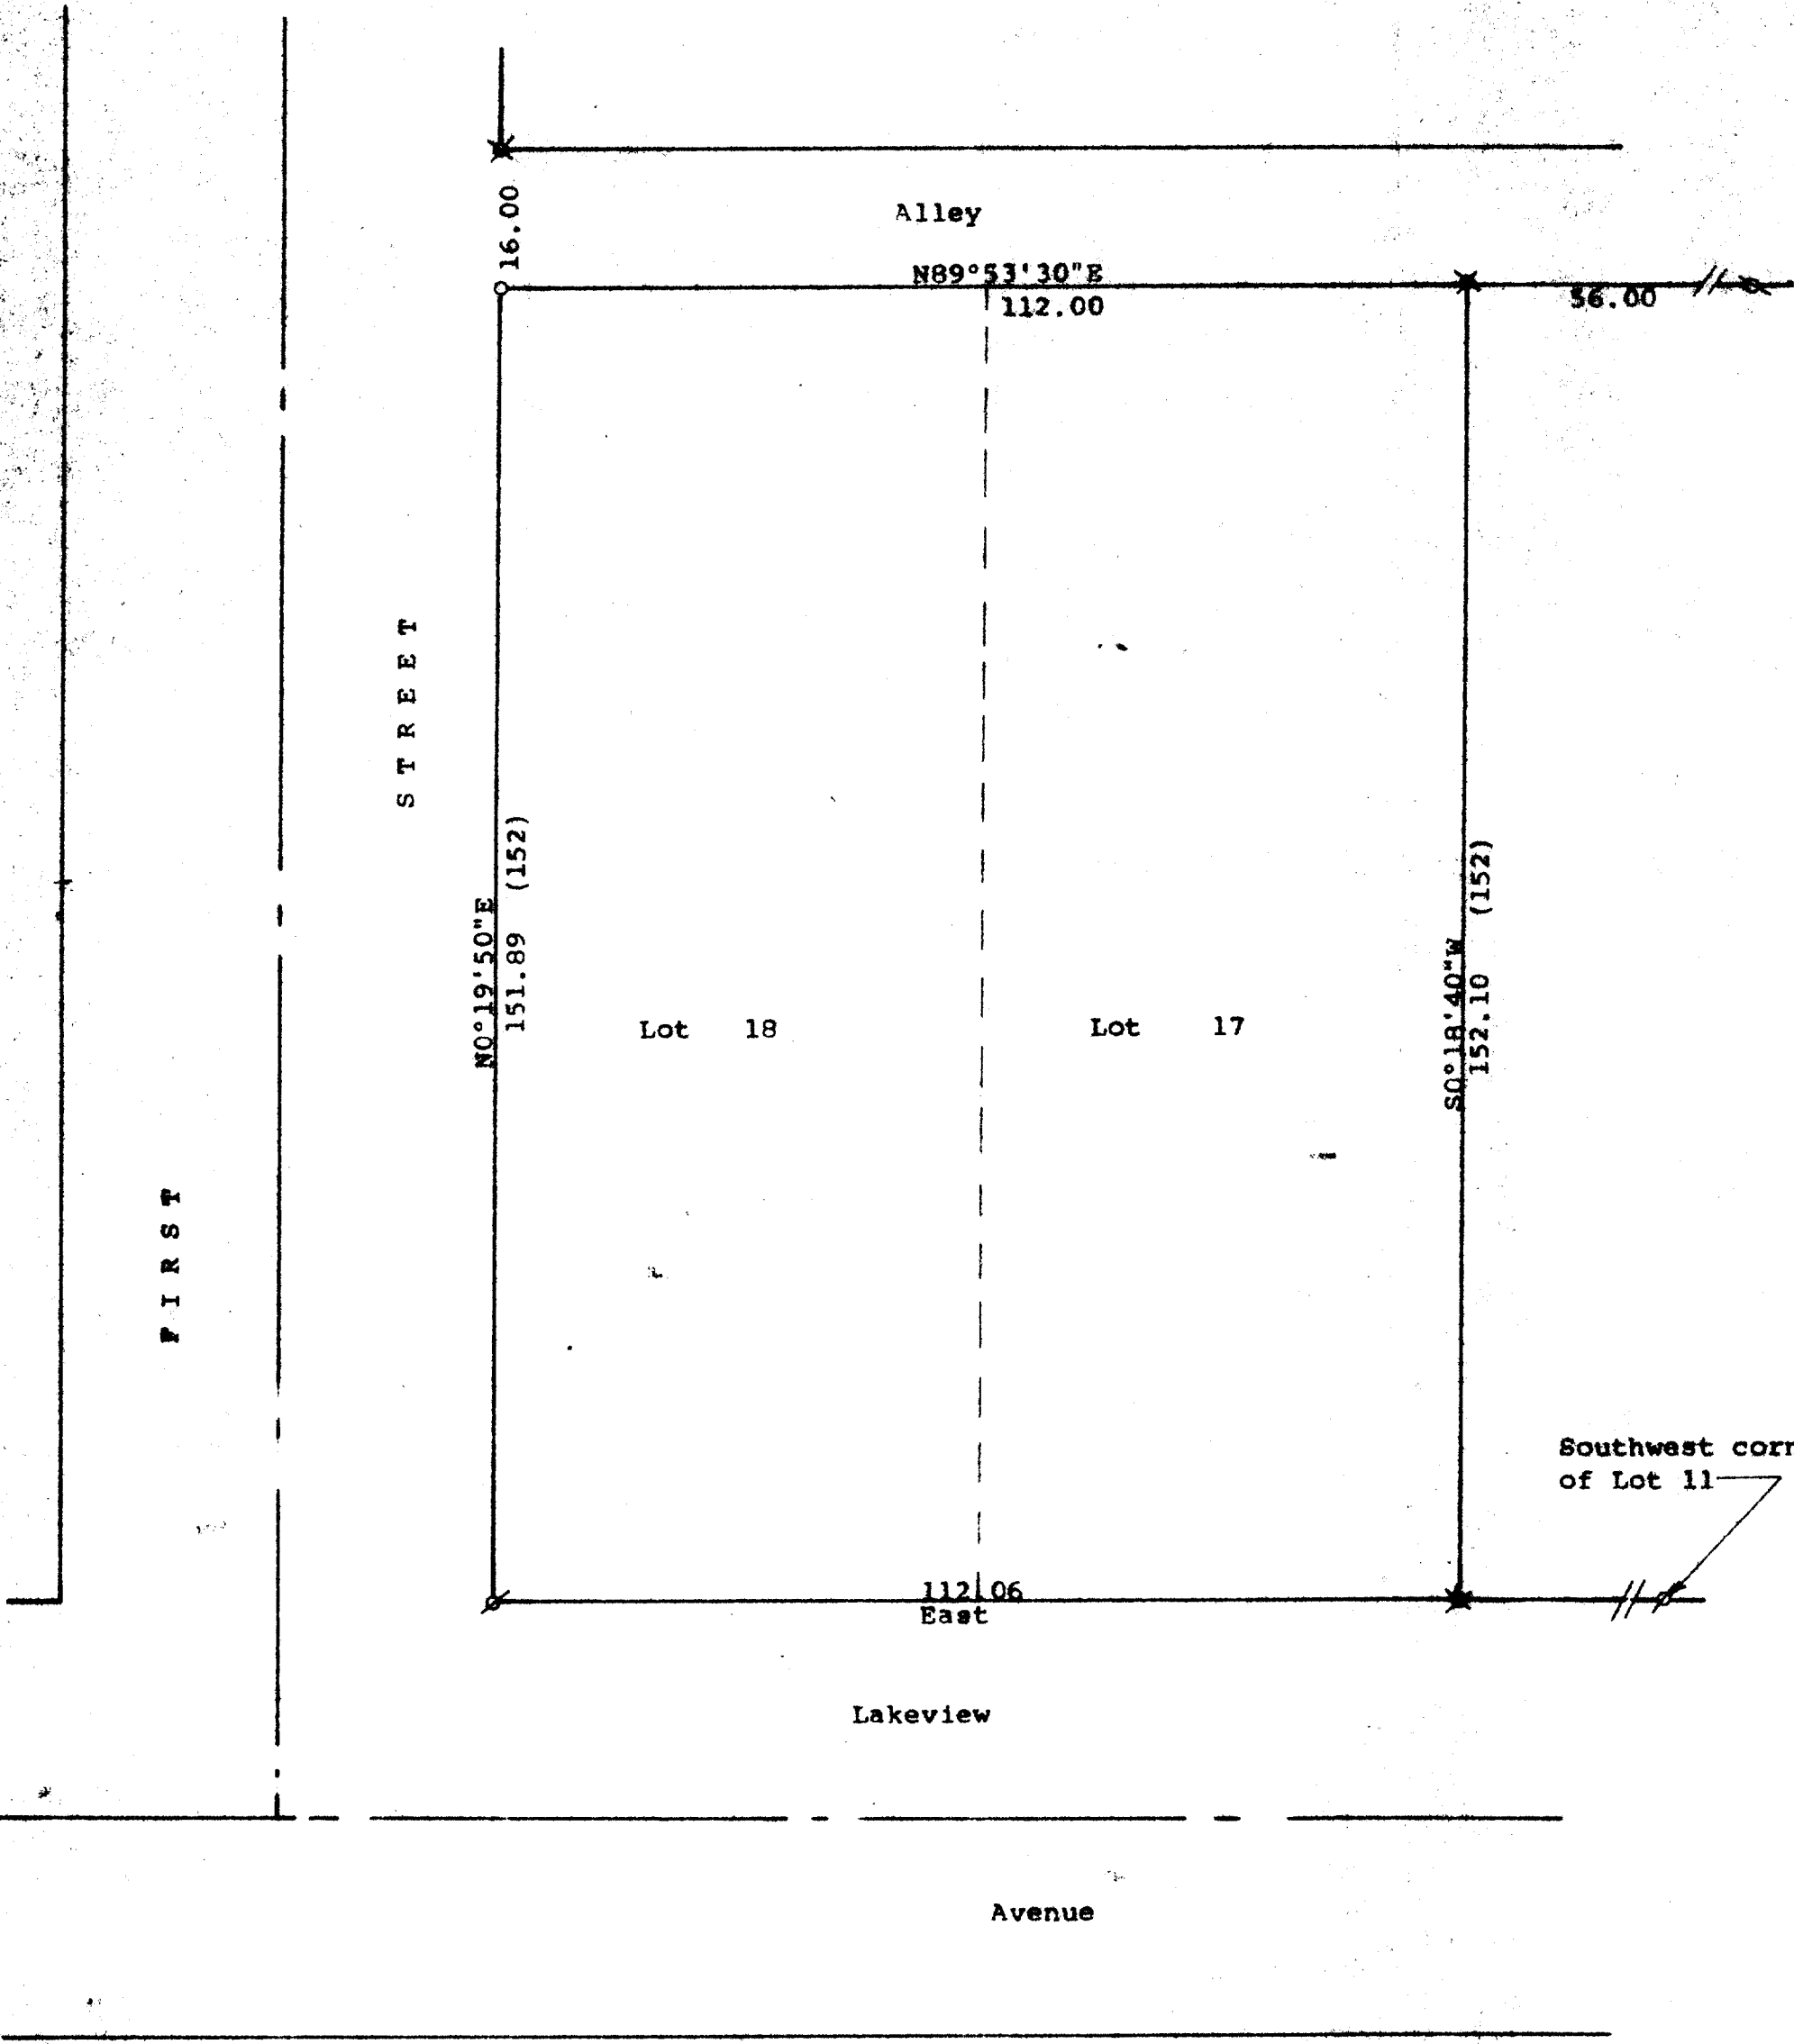 16.00
Alley
N89°53'30"E
112.00
56.00
STREET
N0°19'50"E
151.89 (152)
S0°18'40"W
152.10 (152)
Lot 18
Lot 17
FIRST
Southwest corn
of Lot 11
112.06
East
Lakeview
Avenue